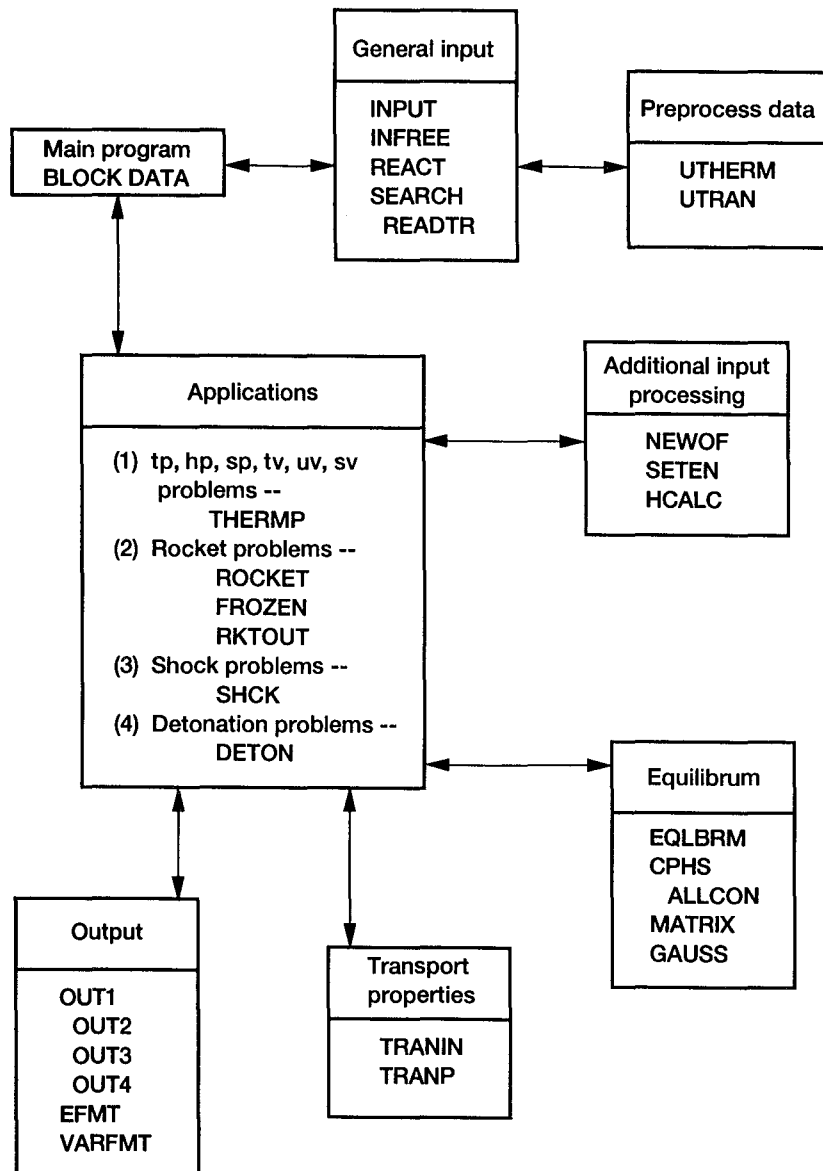 General input
INPUT
INFREE
REACT
SEARCH
READTR
Preprocess data
UTHERM
UTRAN
Main program
BLOCK DATA
Applications
(1) tp, hp, sp, tv, uv, sv
problems --
THERMP
(2) Rocket problems --
ROCKET
FROZEN
RKTOUT
(3) Shock problems --
SHCK
(4) Detonation problems --
DETON
Additional input
processing
NEWOF
SETEN
HCALC
Equilibrum
EQLBRM
CPHS
ALLCON
MATRIX
GAUSS
Output
OUT1
OUT2
OUT3
OUT4
EFMT
VARFMT
Transport
properties
TRANIN
TRANP